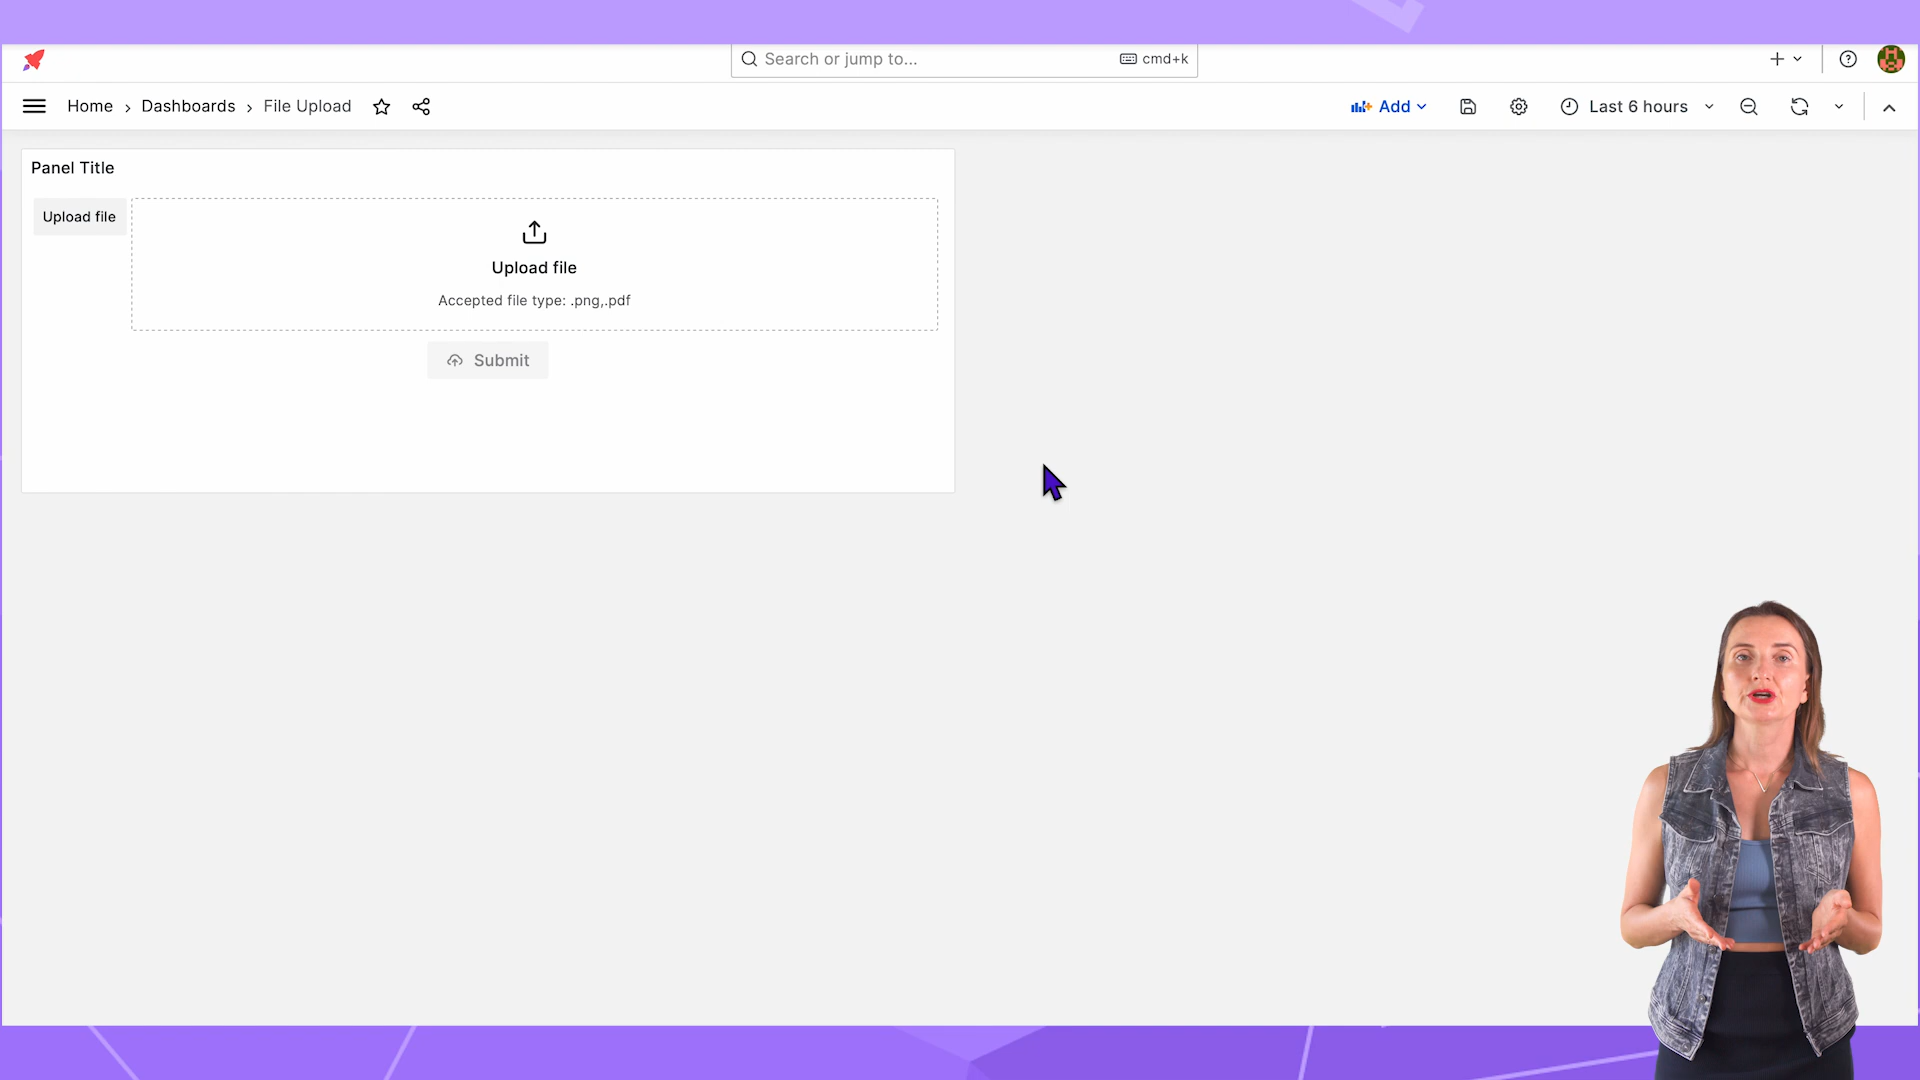 Search or jump to... cmd+k
Home › Dashboards › File Upload Add Last 6 hours
Panel Title
Upload file
Upload file
Accepted file type: .png,.pdf
Submit